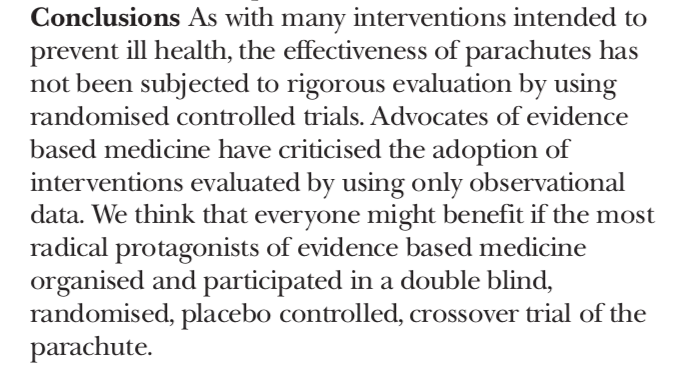 Conclusions As with many interventions intended to
prevent ill health, the effectiveness of parachutes has
not been subjected to rigorous evaluation by using
randomised controlled trials. Advocates of evidence
based medicine have criticised the adoption of
interventions evaluated by using only observational
data. We think that everyone might benefit if the most
radical protagonists of evidence based medicine
organised and participated in a double blind,
randomised, placebo controlled, crossover trial of the
parachute.